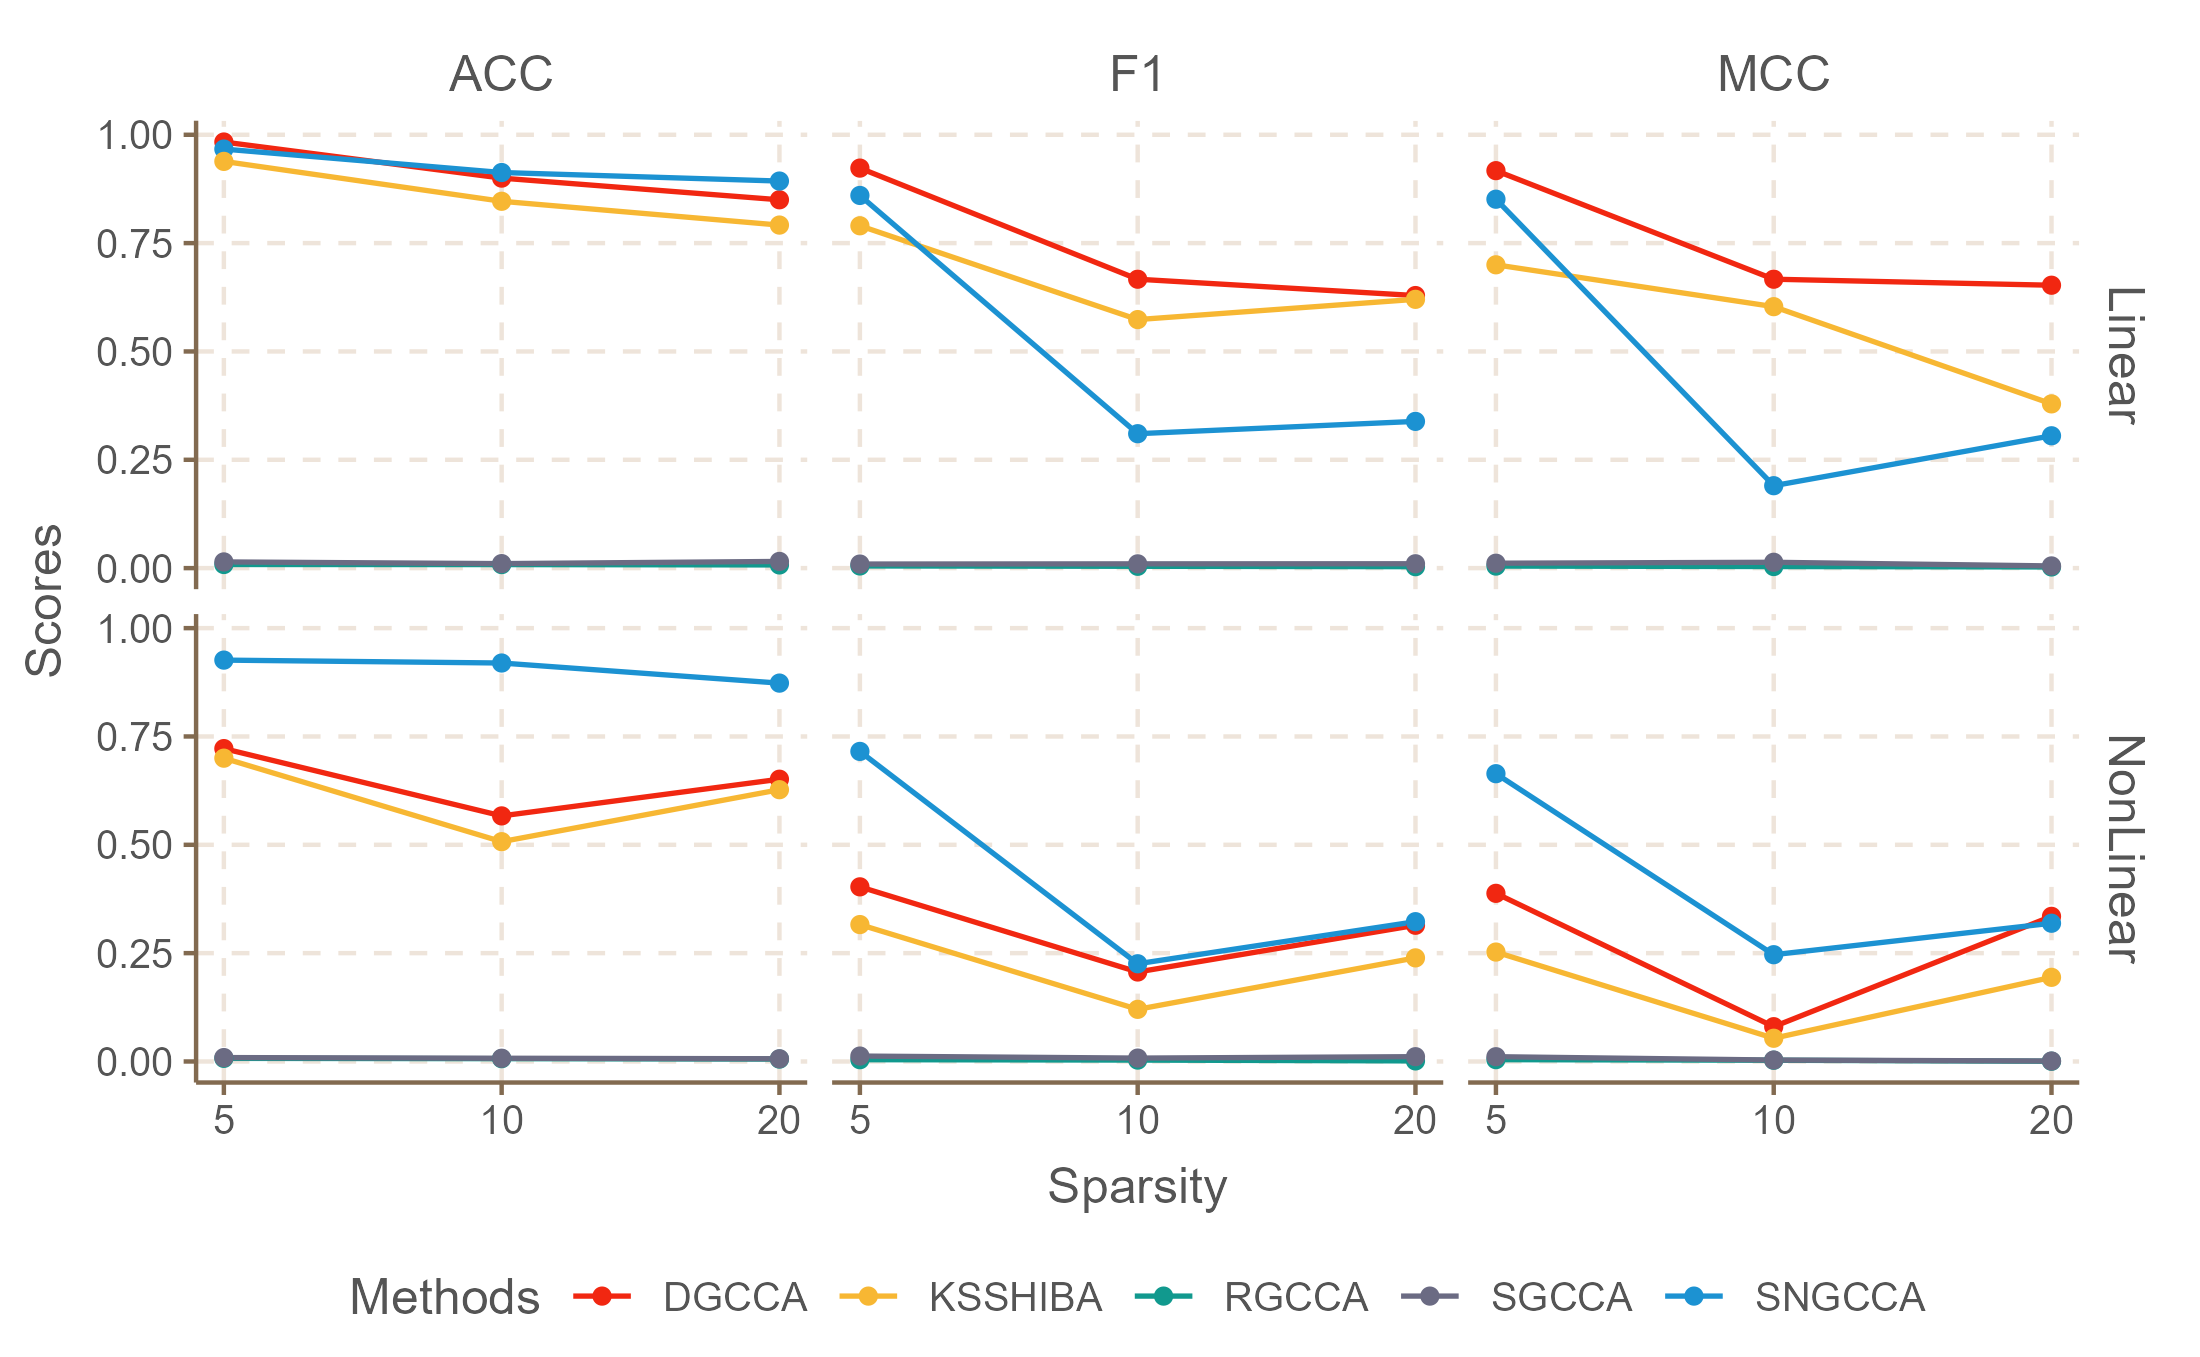 ACC F1 MCC
1.00
0.75
0.50
0.25
0.00
Linear
1.00
0.75
0.50
0.25
0.00
NonLinear
Scores
5 10 20 5 10 20 5 10 20
Sparsity
Methods DGCCA KSSHIBA RGCCA SGCCA SNGCCA